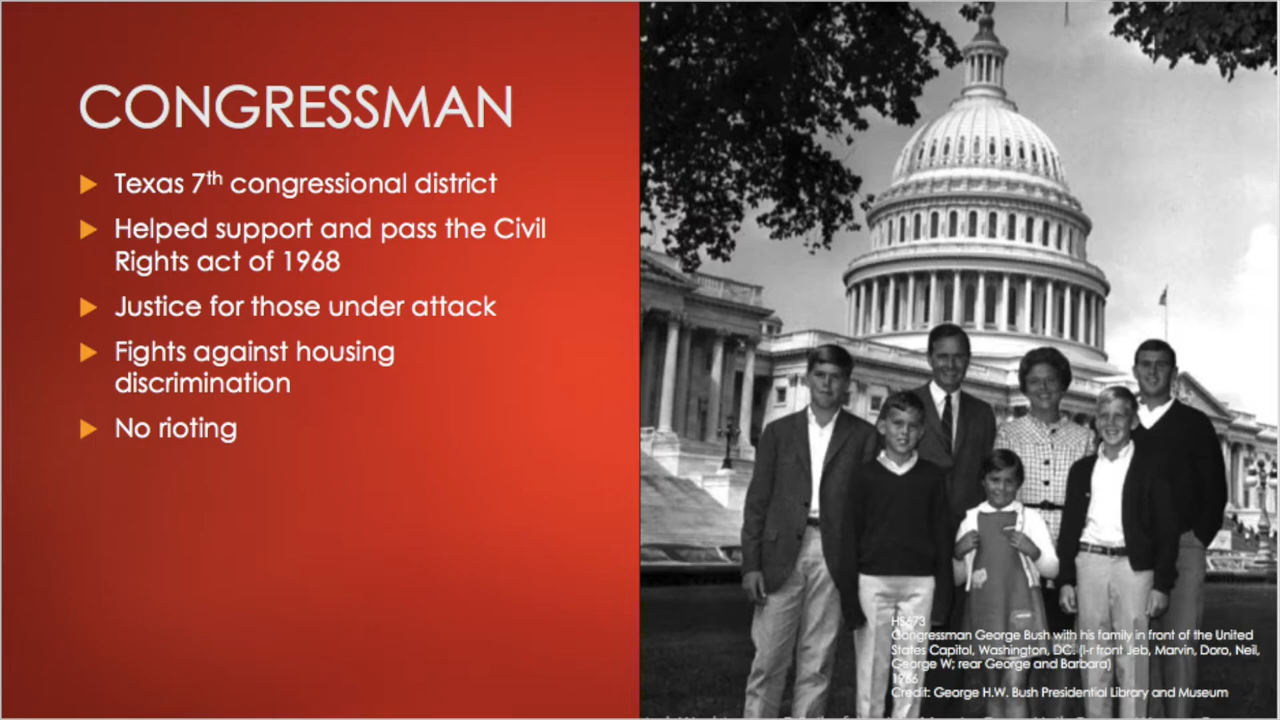 CONGRESSMAN
Texas 7th congressional district
Helped support and pass the Civil
Rights act of 1968
Justice for those under attack
Fights against housing
discrimination
No rioting
HS673
Congressman George Bush with his family in front of the United
States Capitol, Washington, DC. (l-r front Jeb, Marvin, Doro, Neil,
George W; rear George and Barbara)
1966
Credit: George H.W. Bush Presidential Library and Museum